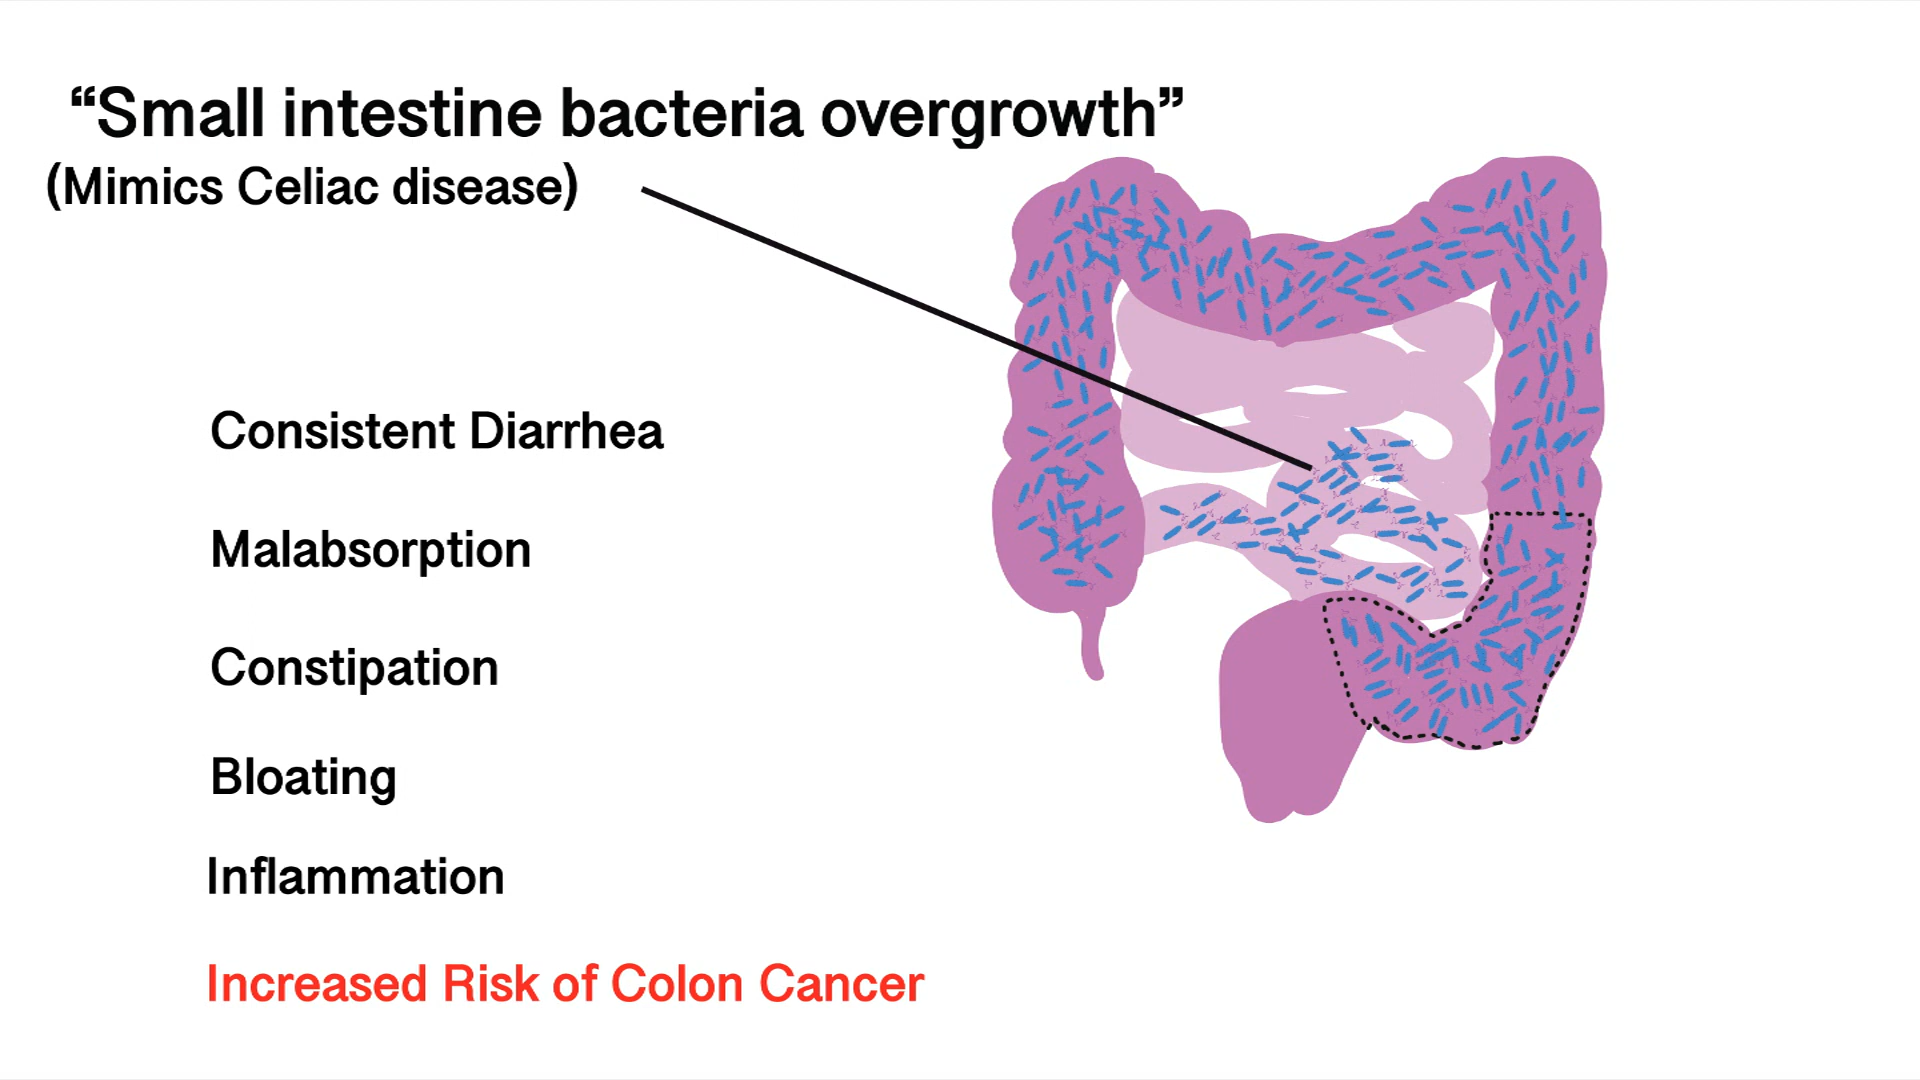 “Small intestine bacteria overgrowth”
(Mimics Celiac disease)
Consistent Diarrhea
Malabsorption
Constipation
Bloating
Inflammation
Increased Risk of Colon Cancer